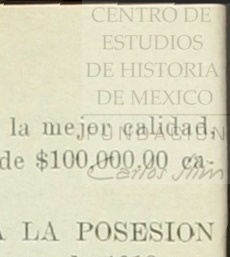 CENTRO DE
ESTUDIOS
DE HISTORIA
DE MEXICO
la mejor calidad,
FUNDACION
de $100,000.00 ca-
Carlos Slim
LA POSESION